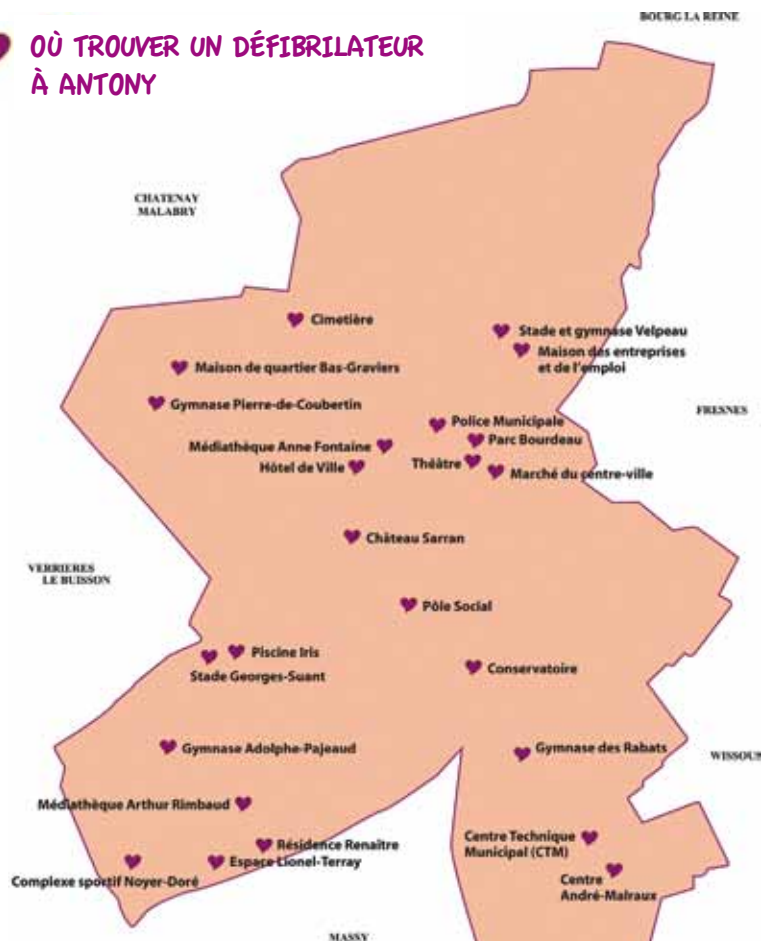 BOURG LA REINE
OÙ TROUVER UN DÉFIBRILATEUR
À ANTONY
CHATENAY
MALABRY
Cimetière
Stade et gymnase Velpeau
Maison des entreprises
et de l'emploi
Maison de quartier Bas-Graviers
Gymnase Pierre-de-Coubertin
FRESNES
Police Municipale
Parc Bourdeau
Médiathèque Anne Fontaine
Hôtel de Ville
Théâtre
Marché du centre-ville
Château Sarran
VERRIERES
LE BUISSON
Pôle Social
Piscine Iris
Stade Georges-Suant
Conservatoire
Gymnase Adolphe-Pajeaud
Gymnase des Rabats
WISSOUS
Médiathèque Arthur Rimbaud
Résidence Renaître
Espace Lionel-Terray
Complexe sportif Noyer-Doré
Centre Technique
Municipal (CTM)
Centre
André-Malraux
MASSY